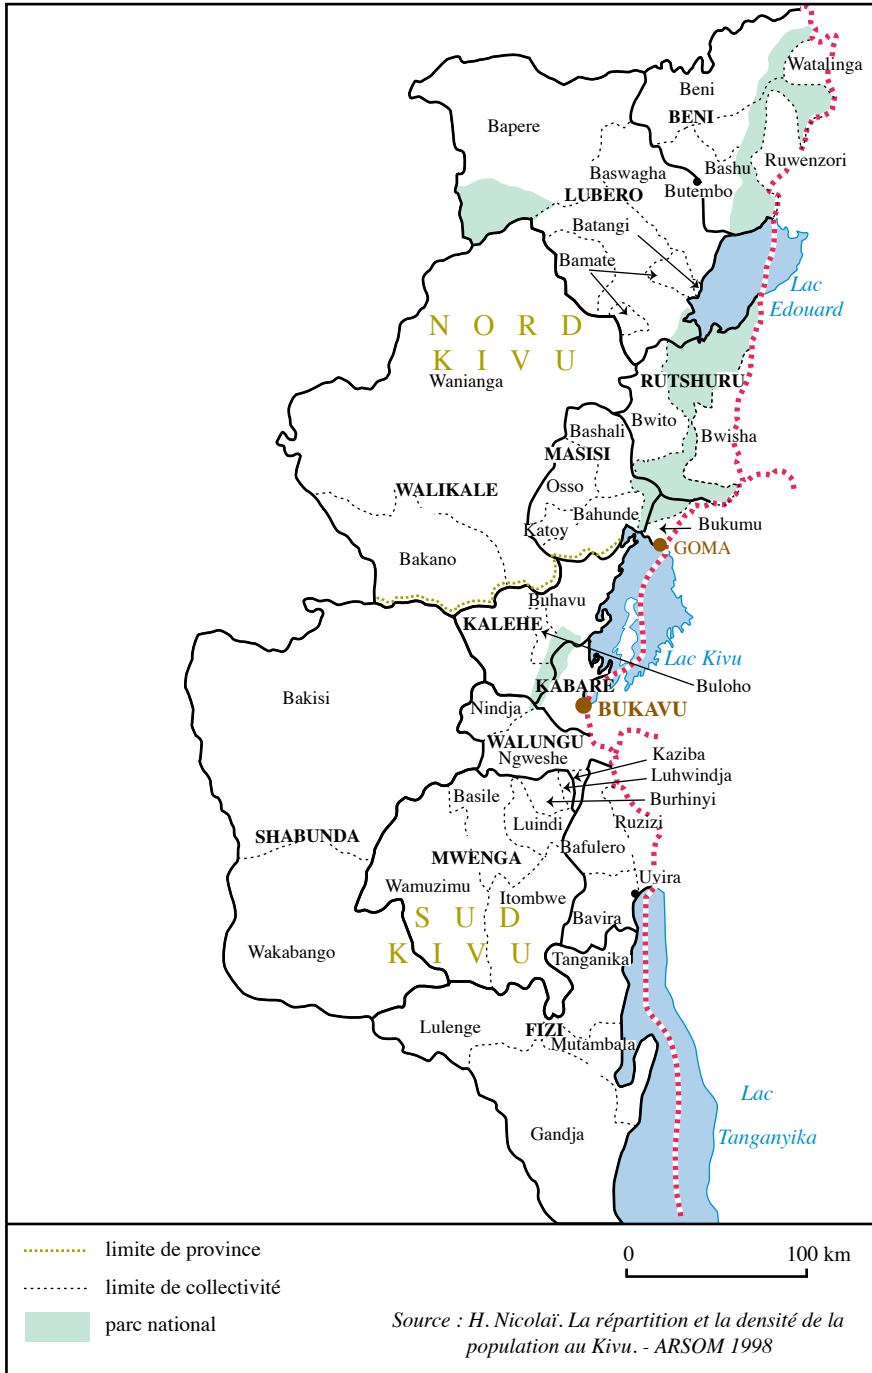 Watalinga
Beni
BENI
Bapere
Ruwenzori
Bashu
Baswagha
Butembo
LUBERO
Batangi
Bamate
Lac
Edouard
NORD
KIVU
Wanianga
RUTSHURU
Bwito
Bwisha
Bashali
MASISI
Osso
WALIKALE
Bahunde
Bukumu
Katoy
GOMA
Bakano
Buhavu
KALEHE
Lac Kivu
Buloho
KABARE
Bakisi
Nindja
BUKAVU
WALUNGU
Ngweshe
Kaziba
Luhwindja
Basile
Burhinyi
Luindi
Ruzizi
SHABUNDA
Bafulero
MWENGA
Uvira
Wamuzimu
Itombwe
SUD
KIVU
Bavira
Wakabango
Tanganika
Lulenge
FIZI
Mutambala
Lac
Tanganyika
Gandja
limite de province
limite de collectivité
parc national
0 100 km
Source : H. Nicolaï. La répartition et la densité de la
population au Kivu. - ARSOM 1998